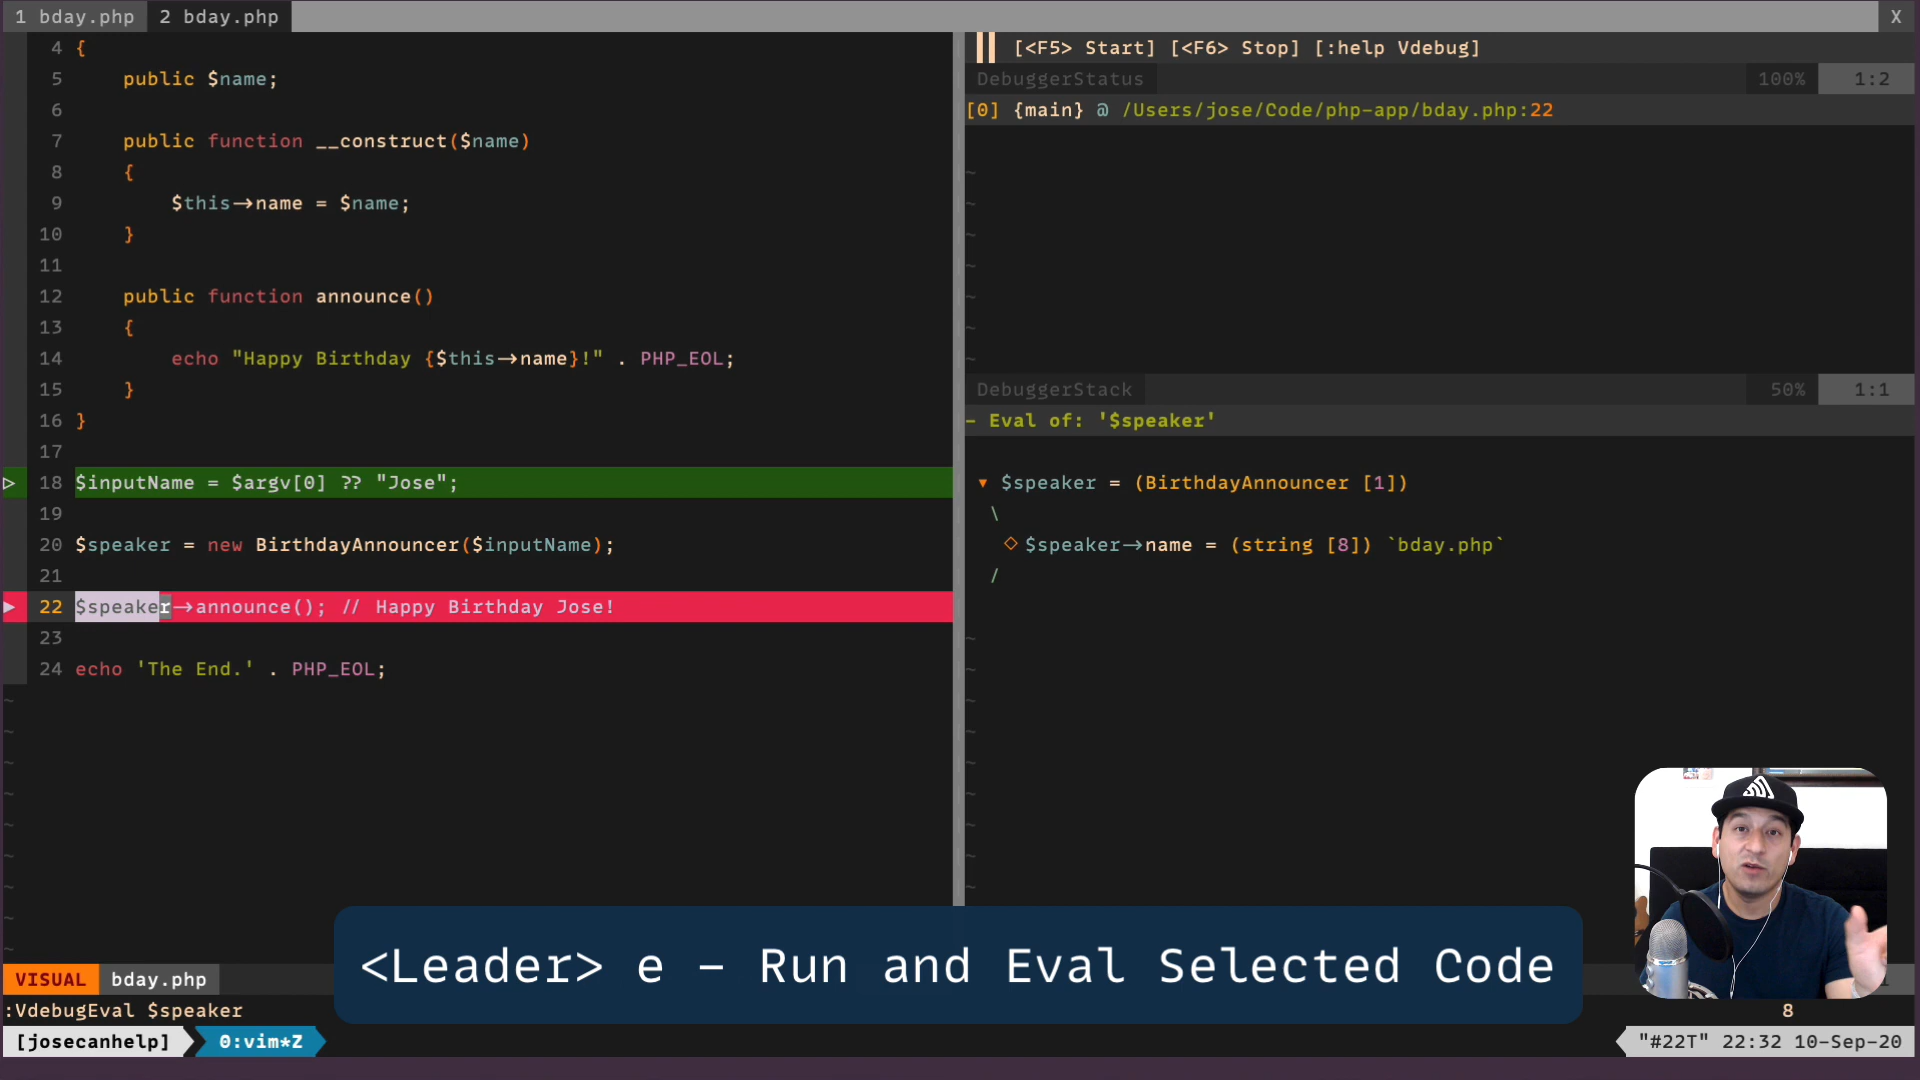 1 bday.php  2 bday.php  X
4 {
5     public $name;
6
7     public function __construct($name)
8     {
9         $this->name = $name;
10     }
11
12     public function announce()
13     {
14         echo "Happy Birthday {$this->name}!" . PHP_EOL;
15     }
16 }
17
18 $inputName = $argv[0] ?? "Jose";
19
20 $speaker = new BirthdayAnnouncer($inputName);
21
22 $speaker->announce(); // Happy Birthday Jose!
23
24 echo 'The End.' . PHP_EOL;
[<F5> Start] [<F6> Stop] [:help Vdebug]
DebuggerStatus  100%  1:2
[0] {main} @ /Users/jose/Code/php-app/bday.php:22
DebuggerStack  50%  1:1
- Eval of: '$speaker'
▾ $speaker = (BirthdayAnnouncer [1])
\
◇ $speaker->name = (string [8]) `bday.php`
/
<Leader> e – Run and Eval Selected Code
VISUAL  bday.php
:VdebugEval $speaker  8
[josecanhelp]  0:vim*Z  "#22T" 22:32 10-Sep-20